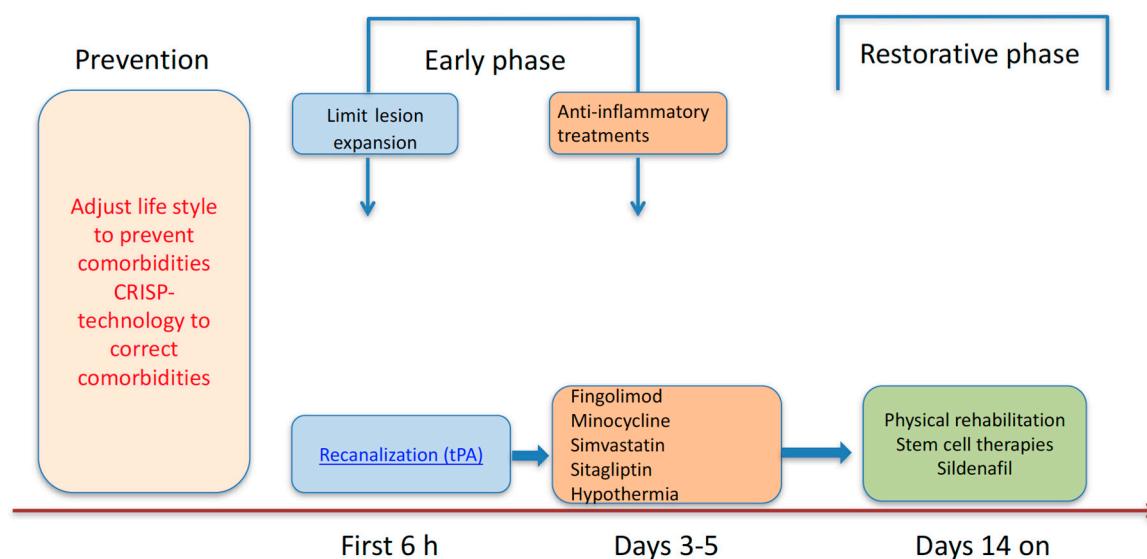 Prevention
Adjust life style
to prevent
comorbidities
CRISP-
technology to
correct
comorbidities
Early phase
Limit lesion
expansion
Anti-inflammatory
treatments
Restorative phase
Recanalization (tPA)
Fingolimod
Minocycline
Simvastatin
Sitagliptin
Hypothermia
Physical rehabilitation
Stem cell therapies
Sildenafil
First 6 h
Days 3-5
Days 14 on